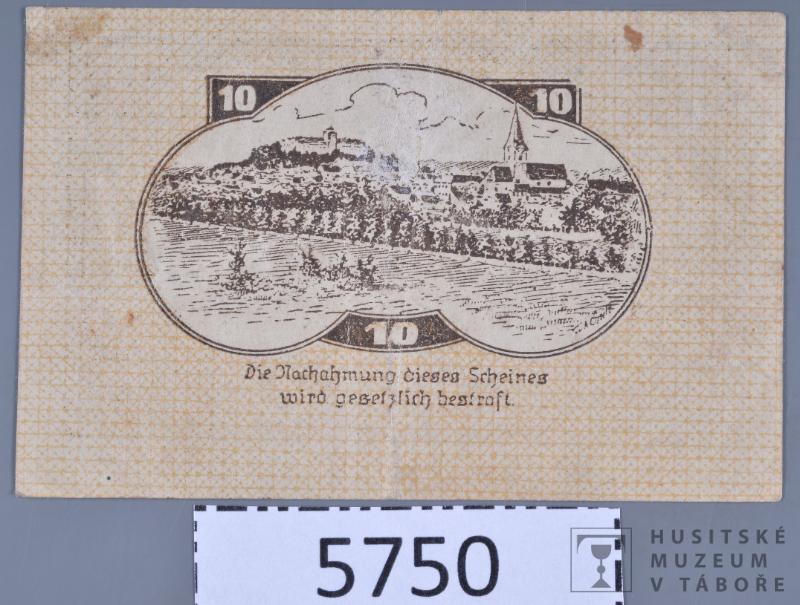 10
10
10
Die Nachahmung dieses Scheines
wird gesetzlich bestraft.
5750
HUSITSKÉ
MUZEUM
V TÁBOŘE